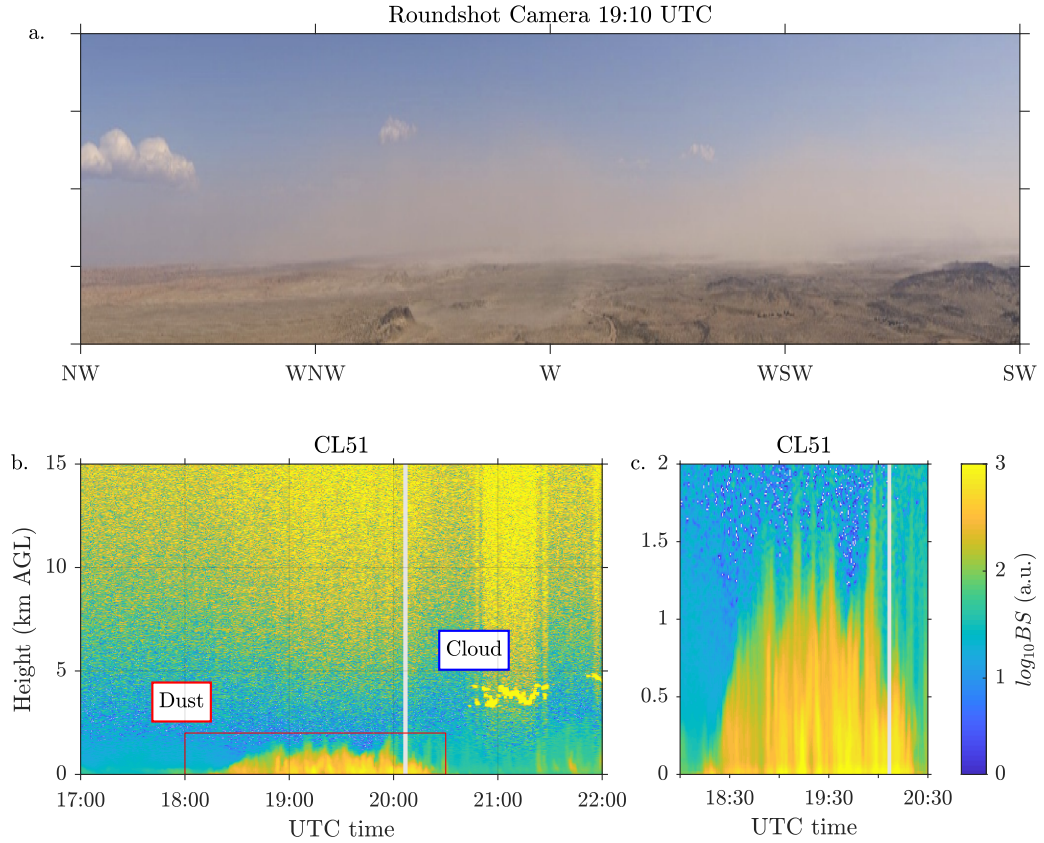 Roundshot Camera 19:10 UTC
a.
NW WNW W WSW SW
b.
CL51
Height (km AGL)
15
10
5
0
Cloud
Dust
17:00 18:00 19:00 20:00 21:00 22:00
UTC time
c.
CL51
2
1.5
1
0.5
0
18:30 19:30 20:30
UTC time
3
2
1
0
log₁₀BS (a.u.)